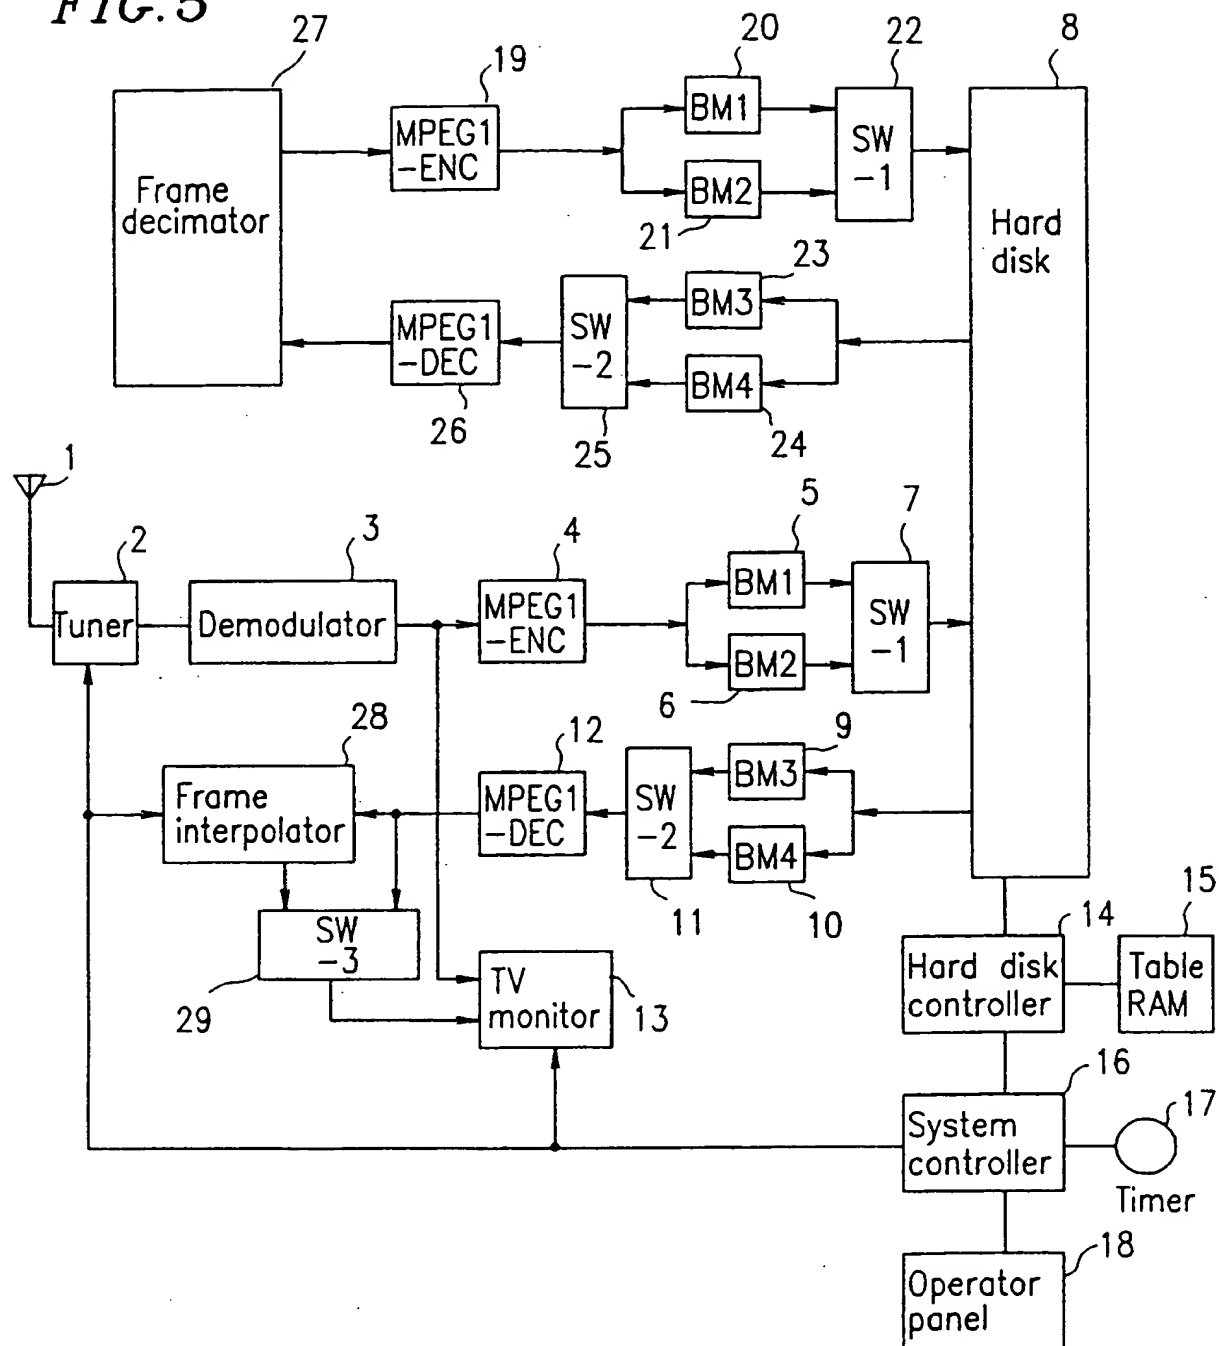 FIG. 5
27
19
20
22
8
Frame
decimator
MPEG1
-ENC
BM1
BM2
SW
-1
Hard
disk
21
23
MPEG1
-DEC
SW
-2
BM3
BM4
26
25
24
1
2
3
4
5
7
Tuner
Demodulator
MPEG1
-ENC
BM1
BM2
SW
-1
6
28
12
9
Frame
interpolator
MPEG1
-DEC
SW
-2
BM3
BM4
11
10
14
15
SW
-3
29
TV
monitor
13
Hard disk
controller
Table
RAM
16
17
System
controller
Timer
18
Operator
panel